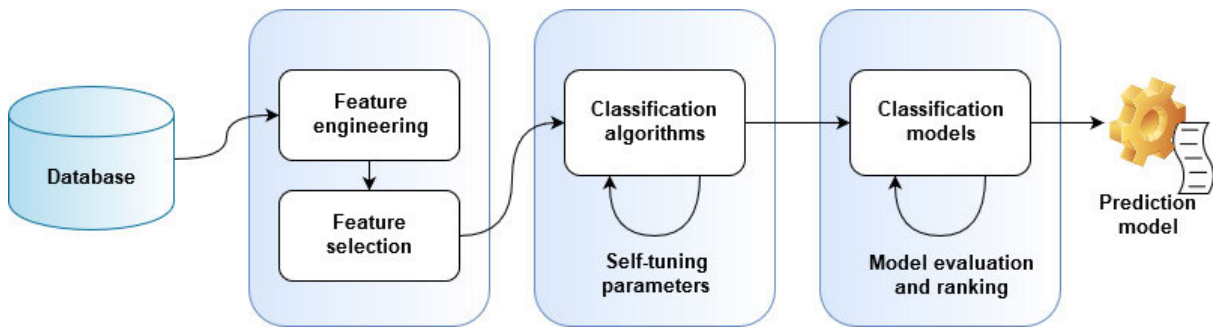 Database
Feature
engineering
Feature
selection
Classification
algorithms
Self-tuning
parameters
Classification
models
Model evaluation
and ranking
Prediction
model